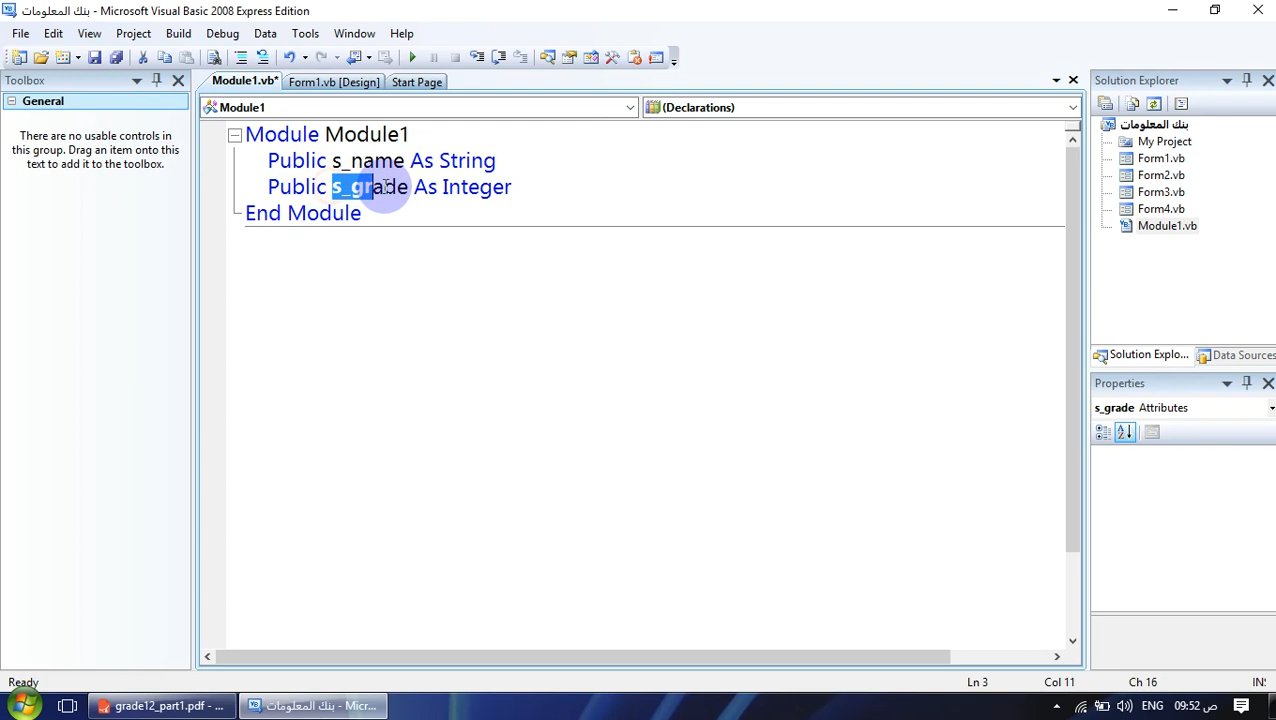 بنك المعلومات - Microsoft Visual Basic 2008 Express Edition
File Edit View Project Build Debug Data Tools Window Help
Toolbox
General
There are no usable controls in
this group. Drag an item onto this
text to add it to the toolbox.
Module1.vb* Form1.vb [Design] Start Page
Module1 (Declarations)
Module Module1
Public s_name As String
Public s_grade As Integer
End Module
Solution Explorer
بنك المعلومات
My Project
Form1.vb
Form2.vb
Form3.vb
Form4.vb
Module1.vb
Solution Explo... Data Sources
Properties
s_grade Attributes
Ready Ln 3 Col 11 Ch 16 INS
grade12_part1.pdf - ... بنك المعلومات - Micr... ENG 09:52 ص